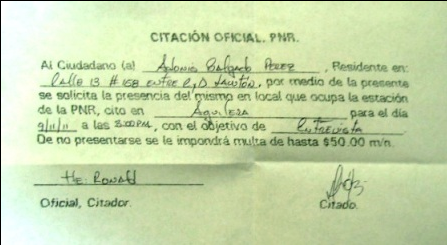 CITACIÓN OFICIAL. PNR.
Al Ciudadano (a) Antonio Salgado Perez, Residente en:
Calle 13 # 158 entre , por medio de la presente
se solicita la presencia del mismo en local que ocupa la estación
de la PNR, cito en Aguilera para el día
9/11/11 a las 3:00 PM, con el objetivo de Entrevista
De no presentarse se le impondrá multa de hasta $50.00 m/n.
Ronald
Oficial, Citador. Citado.